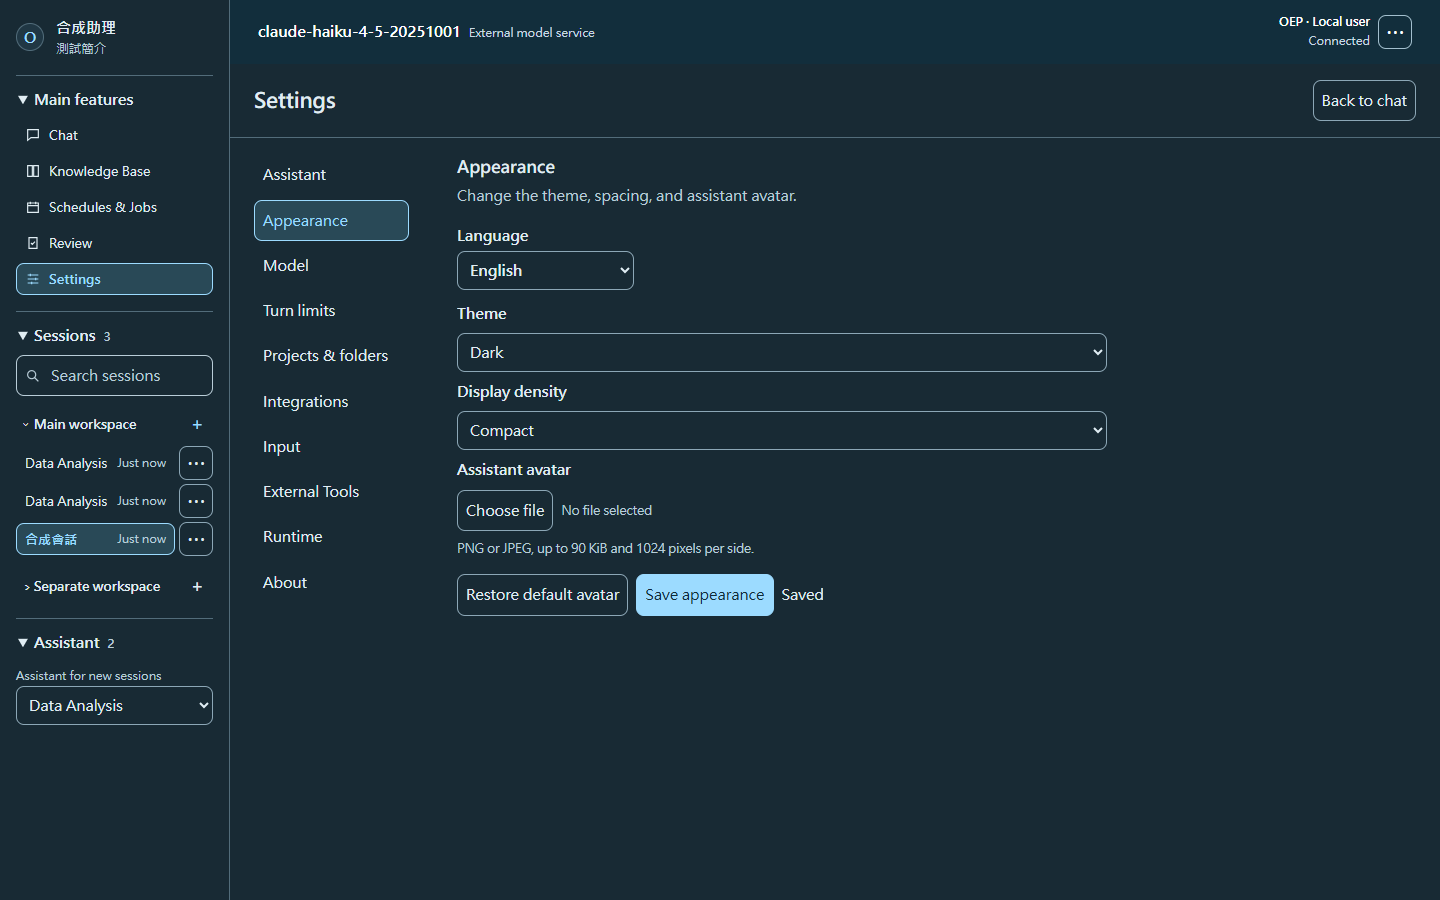 O
合成助理
測試簡介
Main features
Chat
Knowledge Base
Schedules & Jobs
Review
Settings
Sessions 3
Search sessions
Main workspace +
Data Analysis Just now ...
Data Analysis Just now ...
合成會話 Just now ...
Separate workspace +
Assistant 2
Assistant for new sessions
Data Analysis
claude-haiku-4-5-20251001 External model service
OEP · Local user
Connected
...
Settings
Back to chat
Assistant
Appearance
Model
Turn limits
Projects & folders
Integrations
Input
External Tools
Runtime
About
Appearance
Change the theme, spacing, and assistant avatar.
Language
English
Theme
Dark
Display density
Compact
Assistant avatar
Choose file No file selected
PNG or JPEG, up to 90 KiB and 1024 pixels per side.
Restore default avatar Save appearance Saved